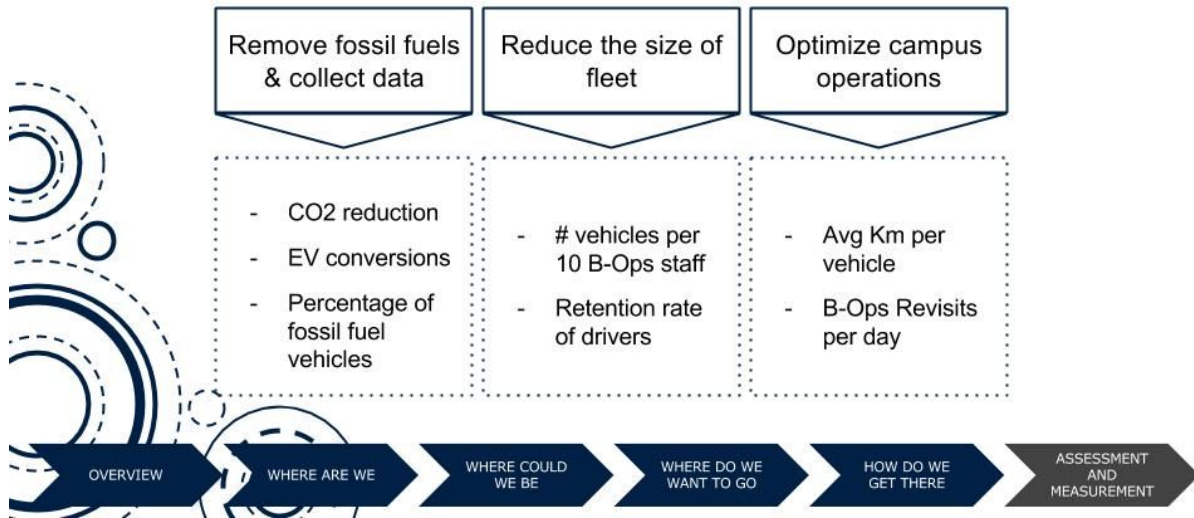 Remove fossil fuels
& collect data
Reduce the size of
fleet
Optimize campus
operations
- CO2 reduction
- EV conversions
- Percentage of
fossil fuel
vehicles
- # vehicles per
10 B-Ops staff
- Retention rate
of drivers
- Avg Km per
vehicle
- B-Ops Revisits
per day
OVERVIEW
WHERE ARE WE
WHERE COULD
WE BE
WHERE DO WE
WANT TO GO
HOW DO WE
GET THERE
ASSESSMENT
AND
MEASUREMENT